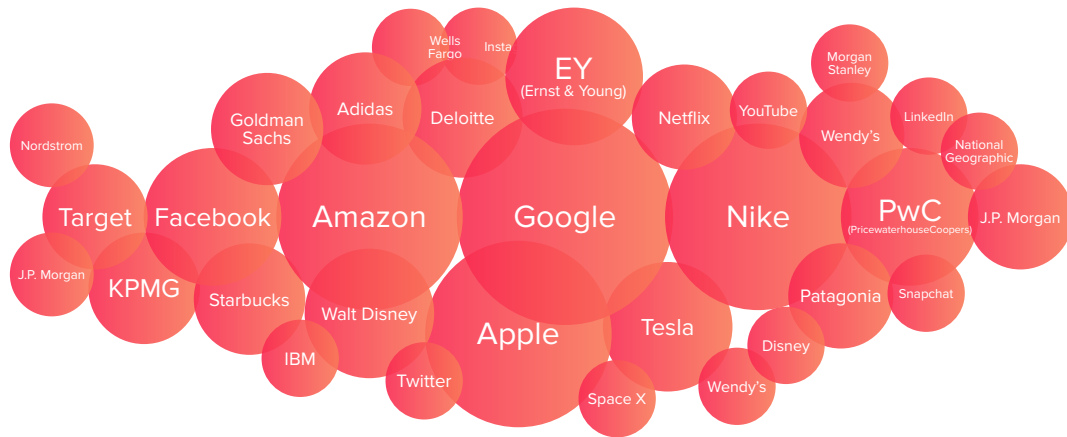 Wells
Fargo
Insta
EY
(Ernst & Young)
Morgan
Stanley
Adidas
Goldman
Sachs
Deloitte
Netflix
YouTube
Wendy's
LinkedIn
National
Geographic
Nordstrom
Target
Facebook
Amazon
Google
Nike
PwC
(PricewaterhouseCoopers)
J.P. Morgan
J.P. Morgan
KPMG
Starbucks
Walt Disney
Apple
Tesla
Patagonia
Snapchat
IBM
Twitter
Disney
Space X
Wendy's